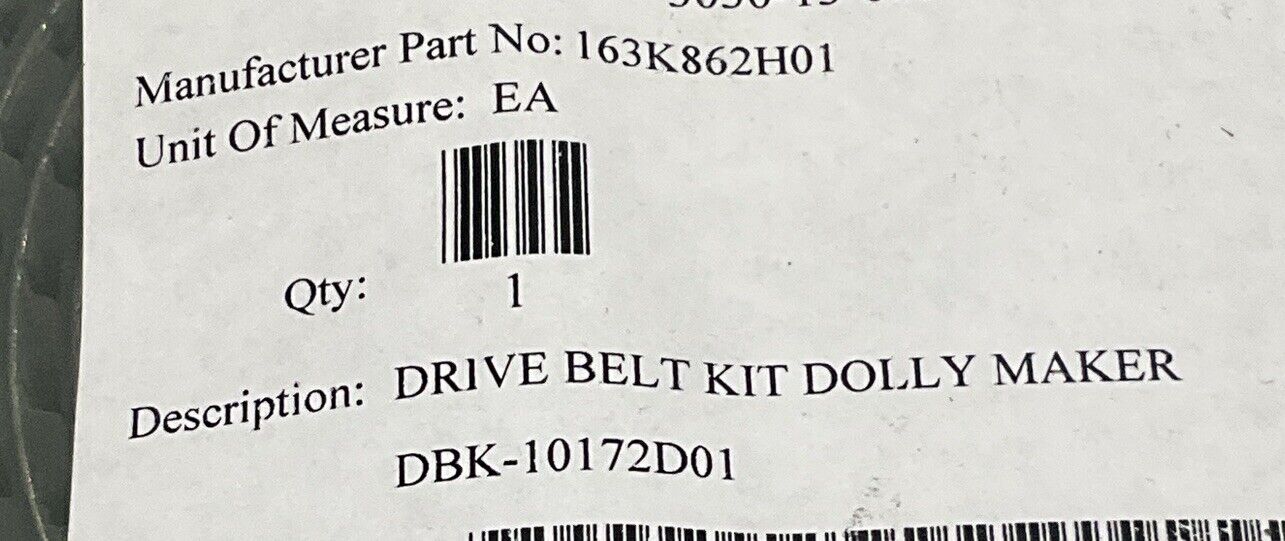 Manufacturer Part No: 163K862H01
Unit Of Measure: EA
Qty: 1
Description: DRIVE BELT KIT DOLLY MAKER
DBK-10172D01